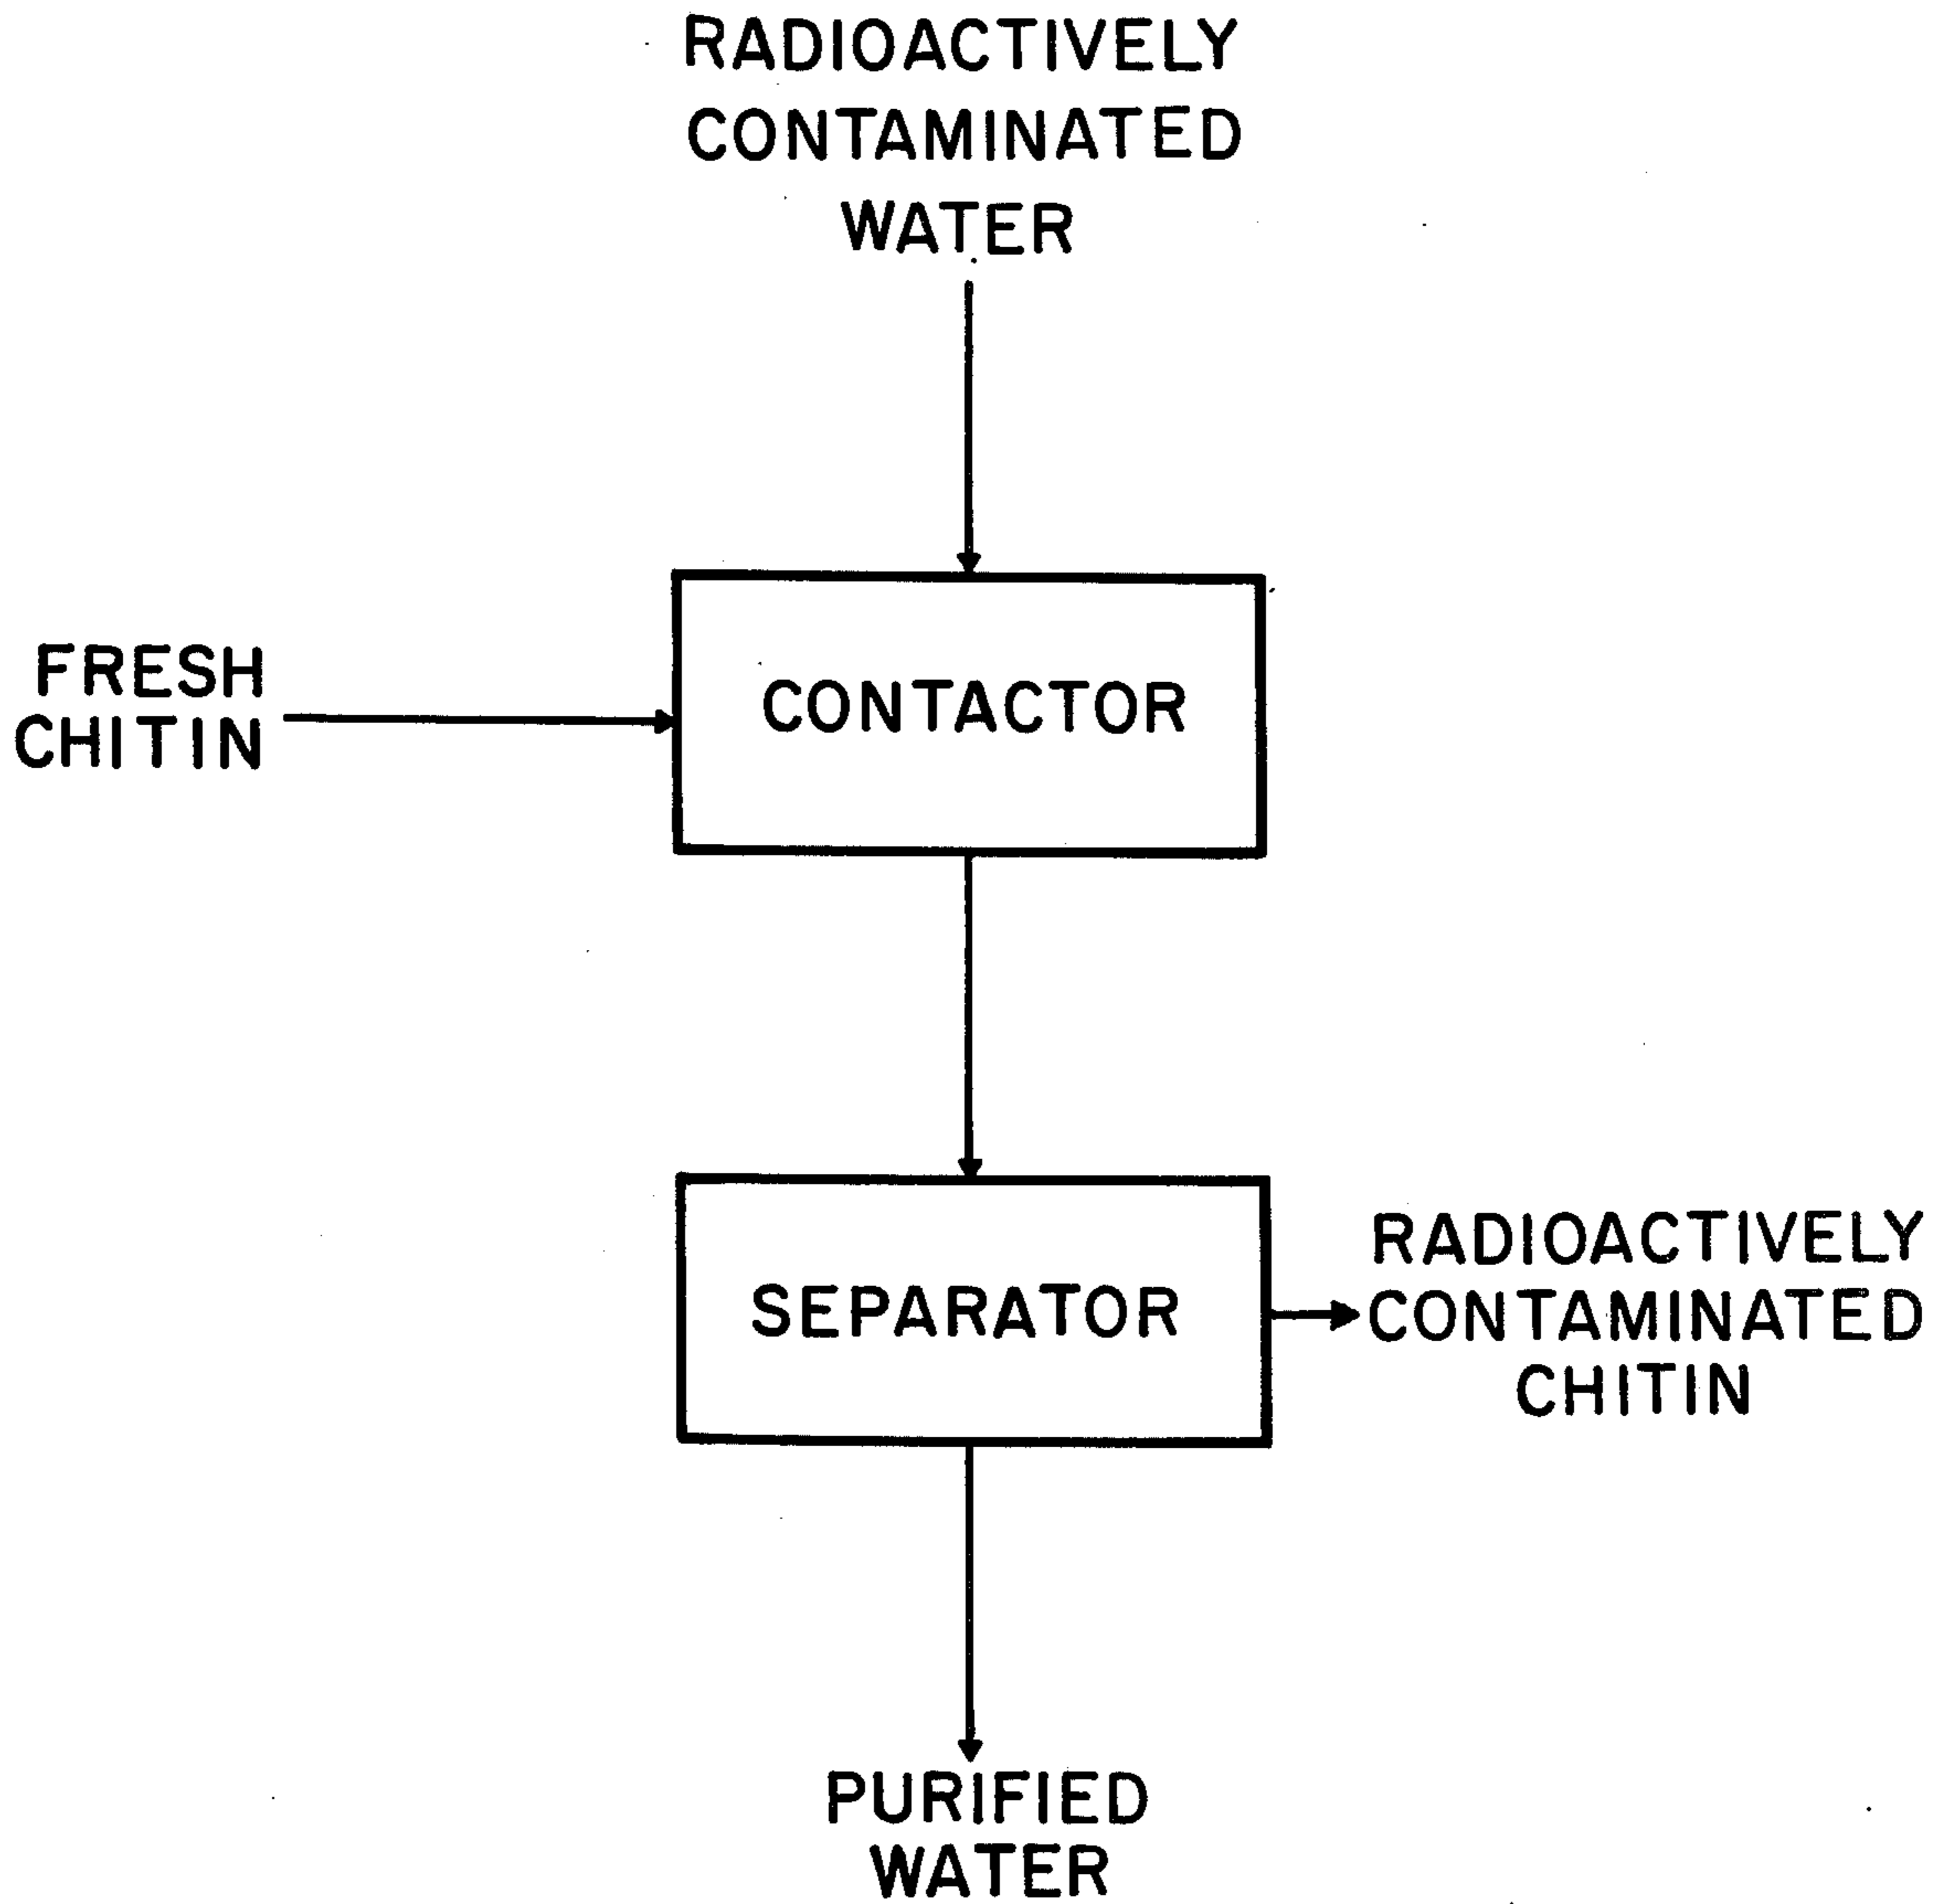 RADIOACTIVELY
CONTAMINATED
WATER
FRESH
CHITIN
CONTACTOR
SEPARATOR
RADIOACTIVELY
CONTAMINATED
CHITIN
PURIFIED
WATER